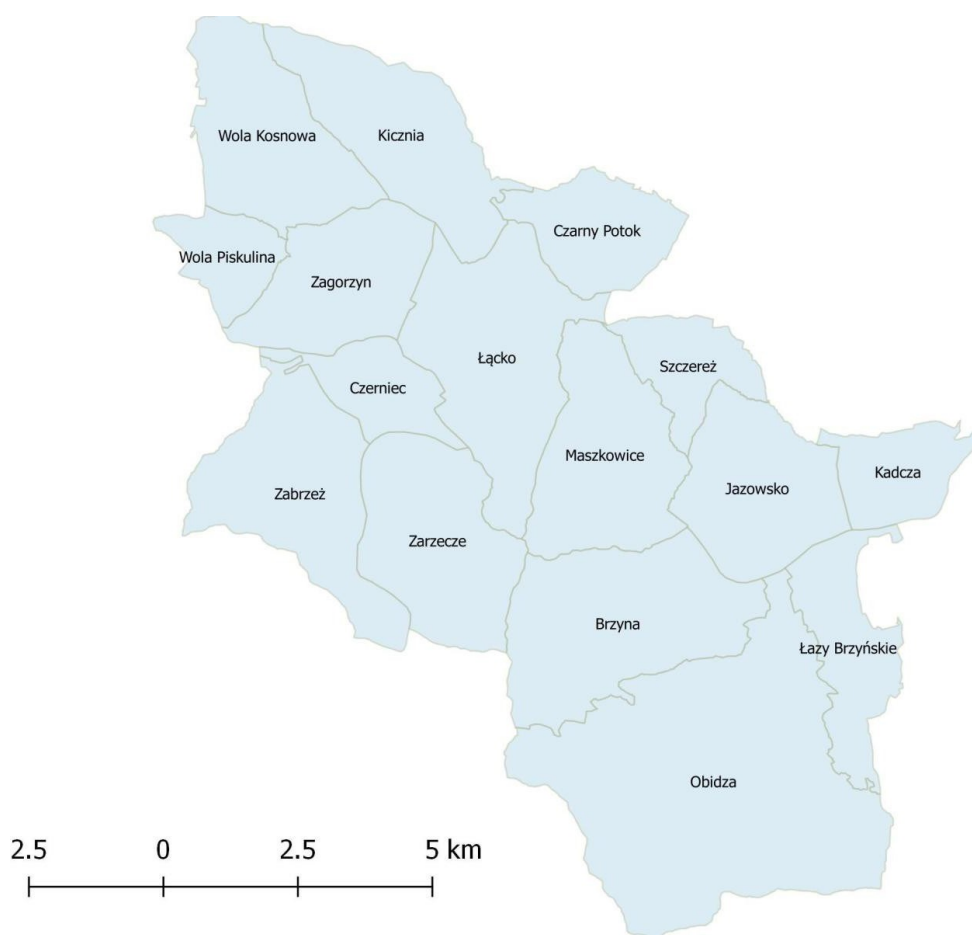 Wola Kosnowa
Kicznia
Czarny Potok
Wola Piskulina
Zagorzyn
Łącko
Szczereż
Czerniec
Maszkowice
Kadcza
Jazowsko
Zabrzeż
Zarzecze
Brzyna
Łazy Brzyńskie
Obidza
2.5 0 2.5 5 km